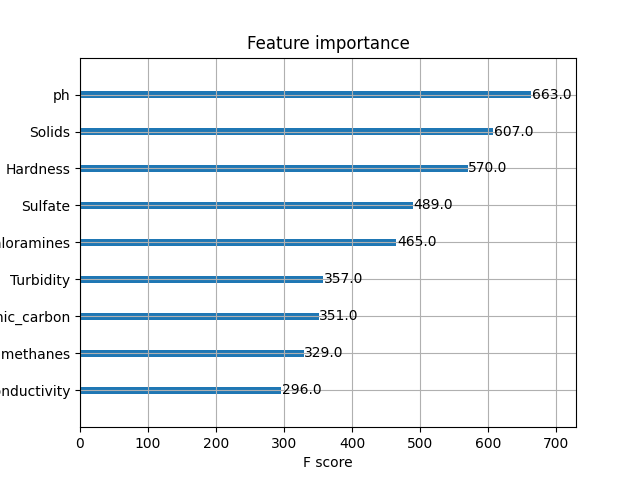 Feature importance
ph 663.0
Solids 607.0
Hardness 570.0
Sulfate 489.0
loramines 465.0
Turbidity 357.0
nic_carbon 351.0
methanes 329.0
nductivity 296.0
0 100 200 300 400 500 600 700
F score